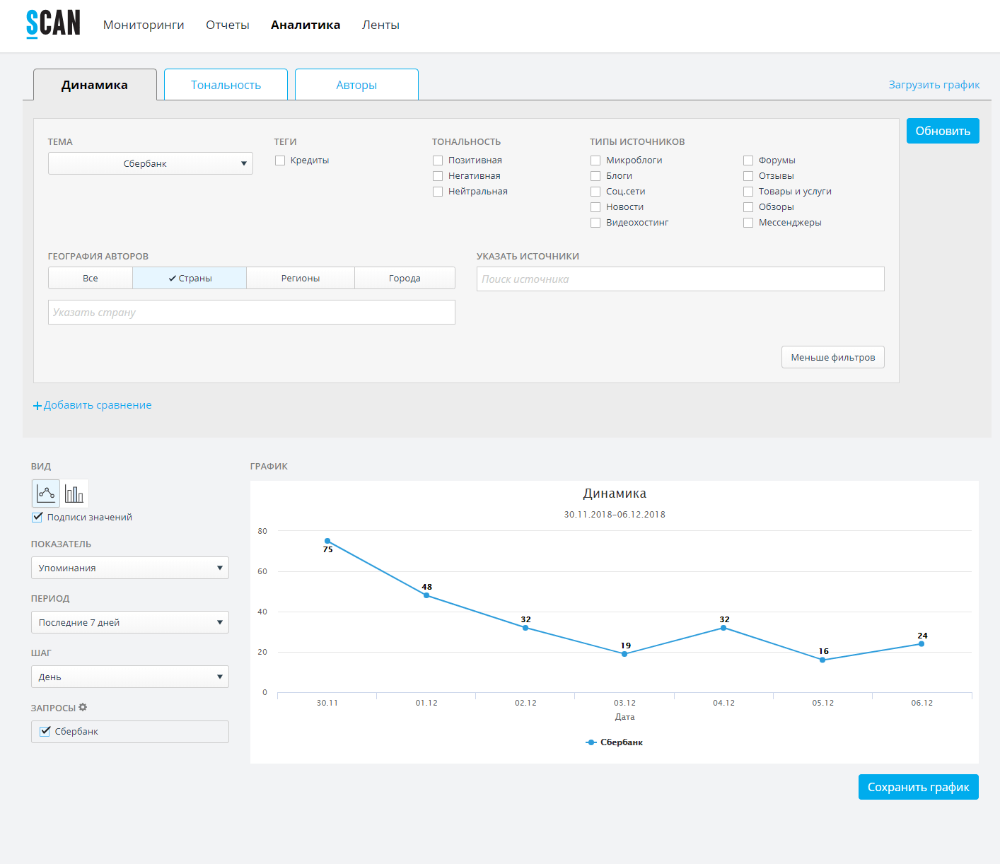 SCAN
Мониторинги Отчеты Аналитика Ленты
Динамика Тональность Авторы Загрузить график
Обновить
ТЕМА ТЕГИ ТОНАЛЬНОСТЬ ТИПЫ ИСТОЧНИКОВ
Сбербанк Кредиты Позитивная Микроблоги Форумы
Негативная Блоги Отзывы
Нейтральная Соц.сети Товары и услуги
Новости Обзоры
Видеохостинг Мессенджеры
ГЕОГРАФИЯ АВТОРОВ УКАЗАТЬ ИСТОЧНИКИ
Все Страны Регионы Города Поиск источника
Указать страну
Меньше фильтров
Добавить сравнение
ВИД ГРАФИК
Подписи значений
ПОКАЗАТЕЛЬ
Упоминания
ПЕРИОД
Последние 7 дней
ШАГ
День
ЗАПРОСЫ
Сбербанк
Динамика
30.11.2018–06.12.2018
80
60
40
20
0
75 48 32 19 32 16 24
30.11 01.12 02.12 03.12 04.12 05.12 06.12
Дата
Сбербанк
Сохранить график